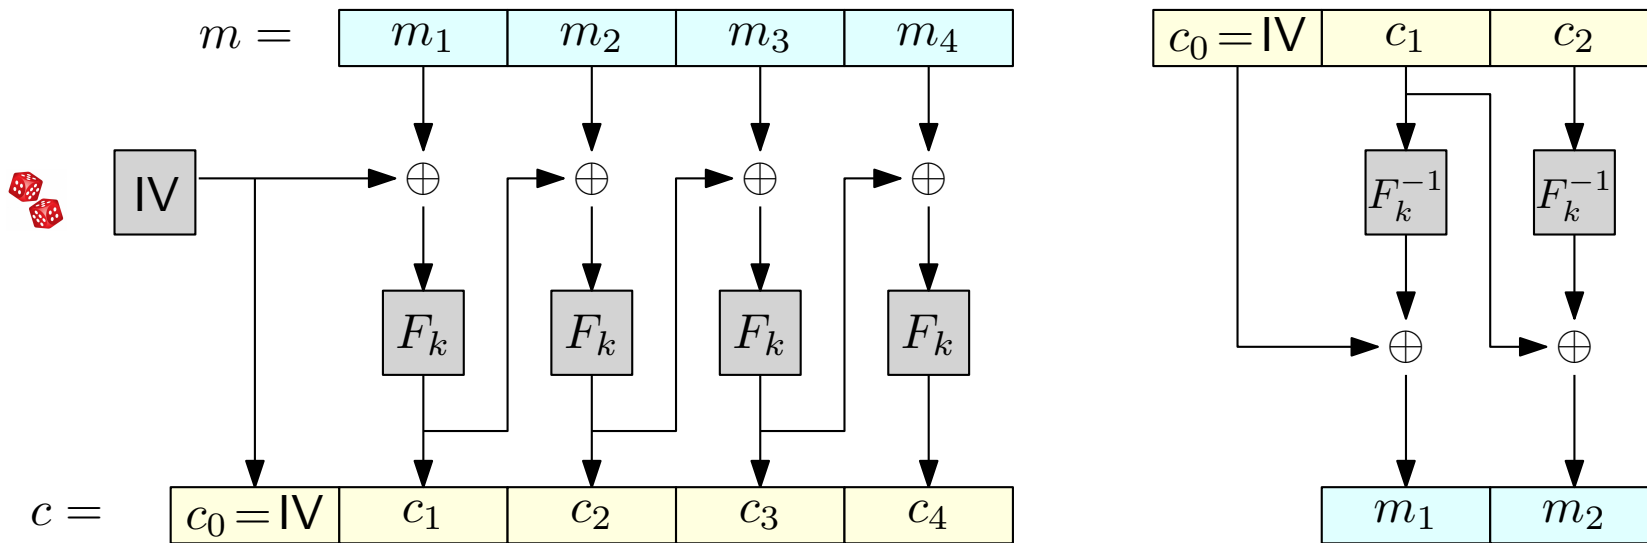 m = m₁ m₂ m₃ m₄
IV
Fₖ Fₖ Fₖ Fₖ
c = c₀ = IV c₁ c₂ c₃ c₄
c₀ = IV c₁ c₂
Fₖ⁻¹ Fₖ⁻¹
m₁ m₂